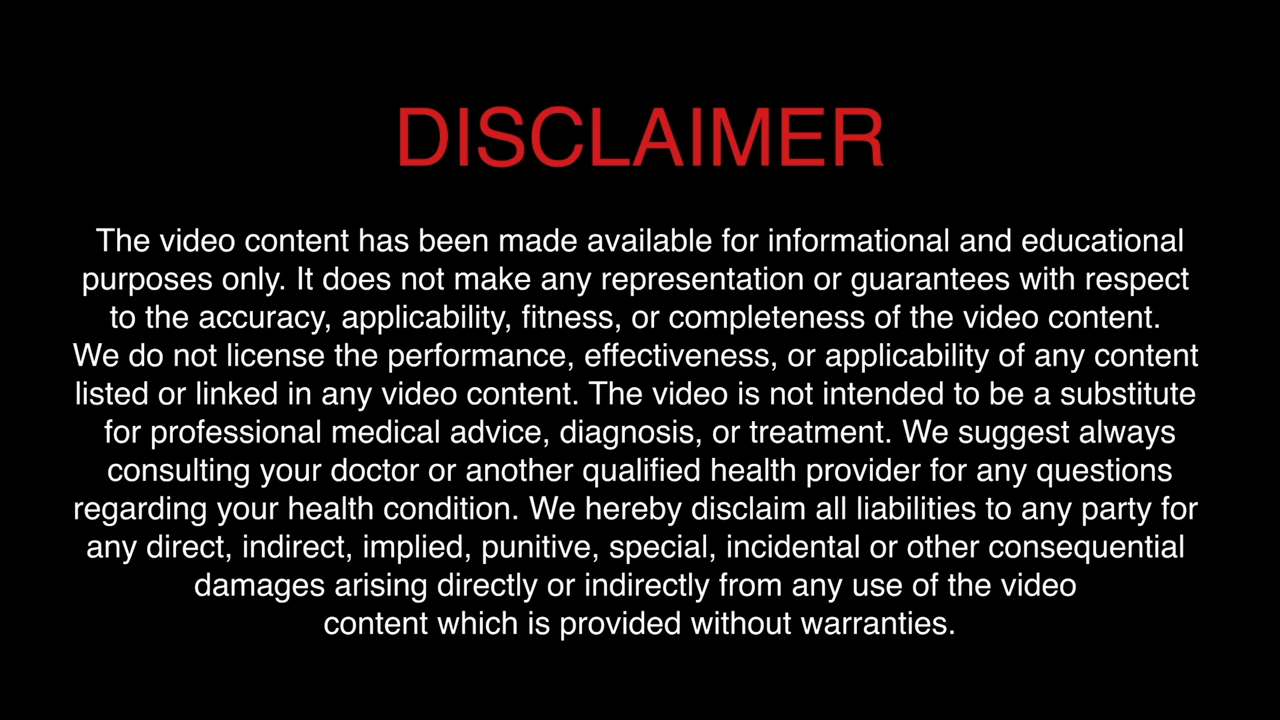 DISCLAIMER
The video content has been made available for informational and educational
purposes only. It does not make any representation or guarantees with respect
to the accuracy, applicability, fitness, or completeness of the video content.
We do not license the performance, effectiveness, or applicability of any content
listed or linked in any video content. The video is not intended to be a substitute
for professional medical advice, diagnosis, or treatment. We suggest always
consulting your doctor or another qualified health provider for any questions
regarding your health condition. We hereby disclaim all liabilities to any party for
any direct, indirect, implied, punitive, special, incidental or other consequential
damages arising directly or indirectly from any use of the video
content which is provided without warranties.